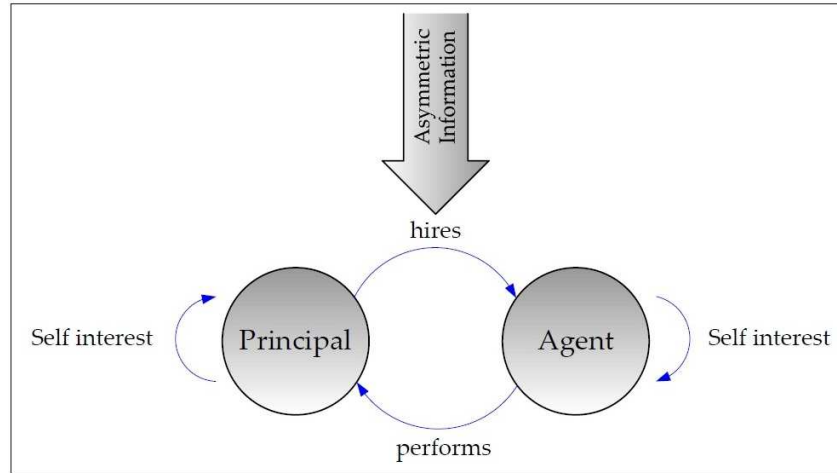 Asymmetric
Information
hires
Self interest
Principal
Agent
Self interest
performs